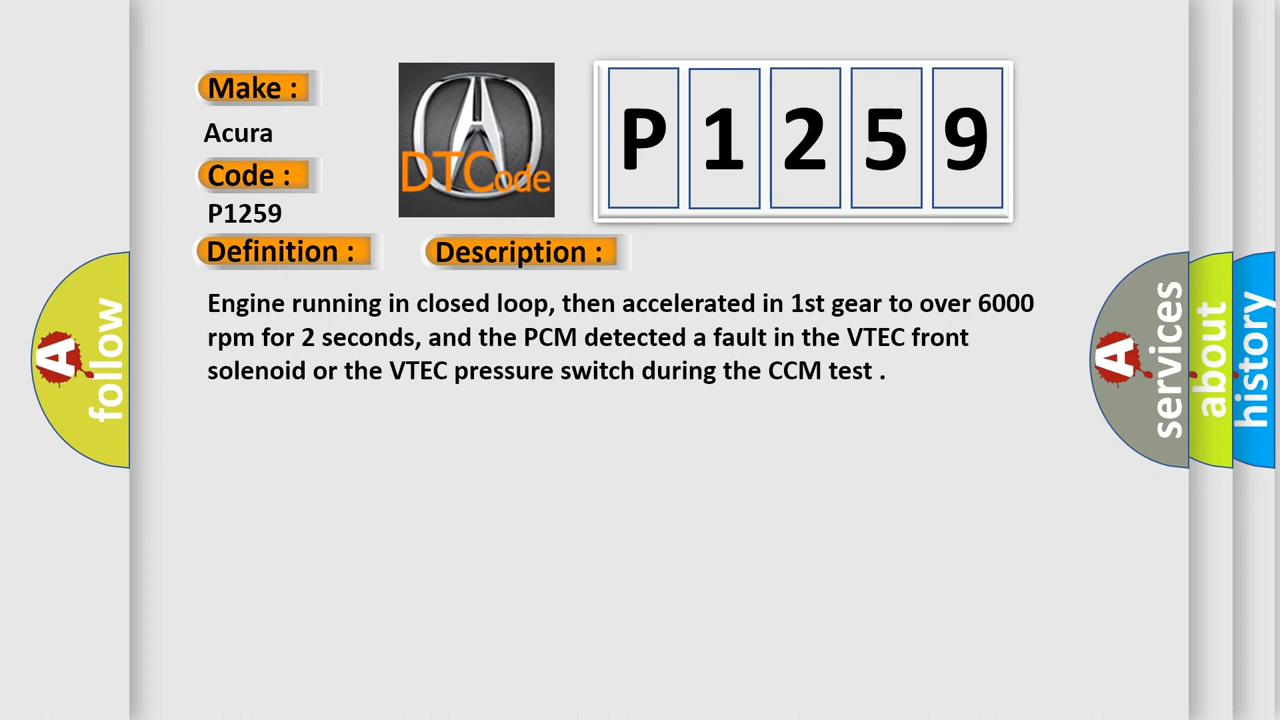 Make :
Acura
Code :
P1259
Definition :
Description :
DTCode
P 1 2 5 9
Engine running in closed loop, then accelerated in 1st gear to over 6000
rpm for 2 seconds, and the PCM detected a fault in the VTEC front
solenoid or the VTEC pressure switch during the CCM test .
A
follow
A
services
about
history